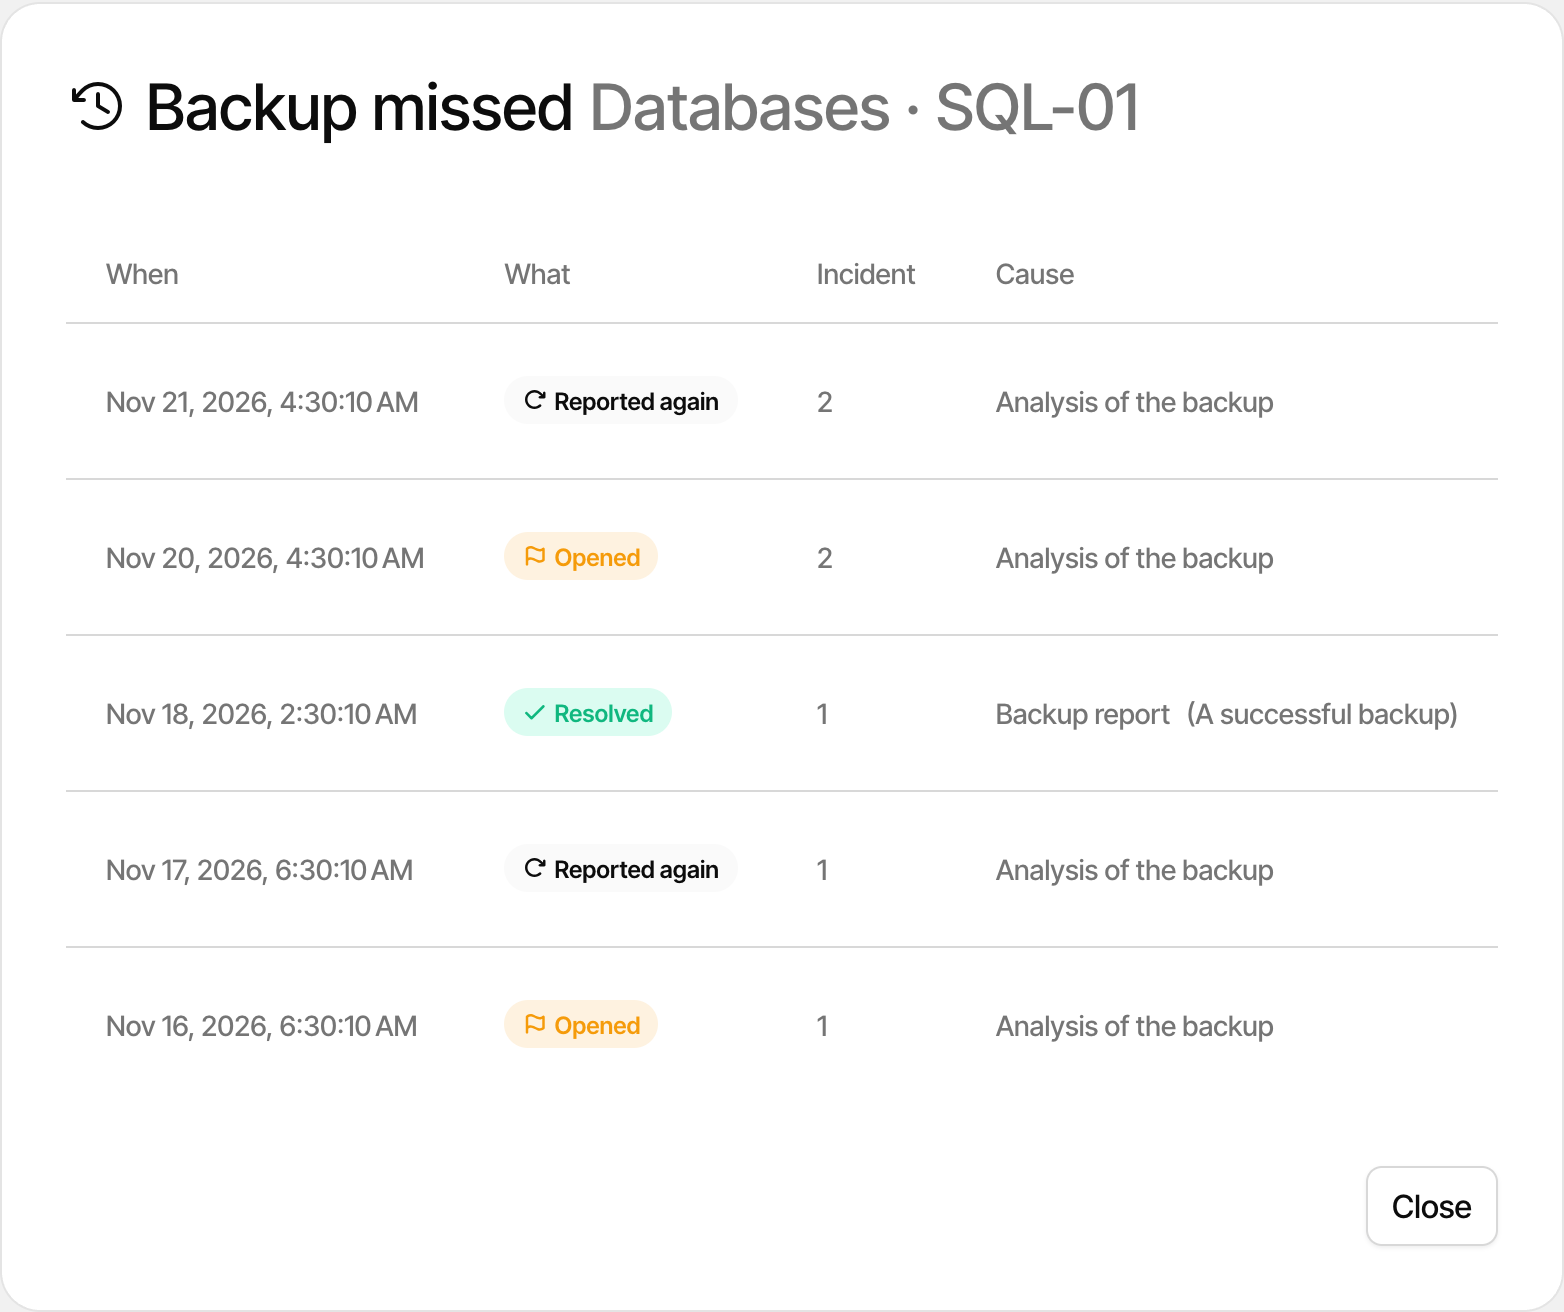 Backup missed Databases · SQL-01
When What Incident Cause
Nov 21, 2026, 4:30:10 AM Reported again 2 Analysis of the backup
Nov 20, 2026, 4:30:10 AM Opened 2 Analysis of the backup
Nov 18, 2026, 2:30:10 AM Resolved 1 Backup report (A successful backup)
Nov 17, 2026, 6:30:10 AM Reported again 1 Analysis of the backup
Nov 16, 2026, 6:30:10 AM Opened 1 Analysis of the backup
Close